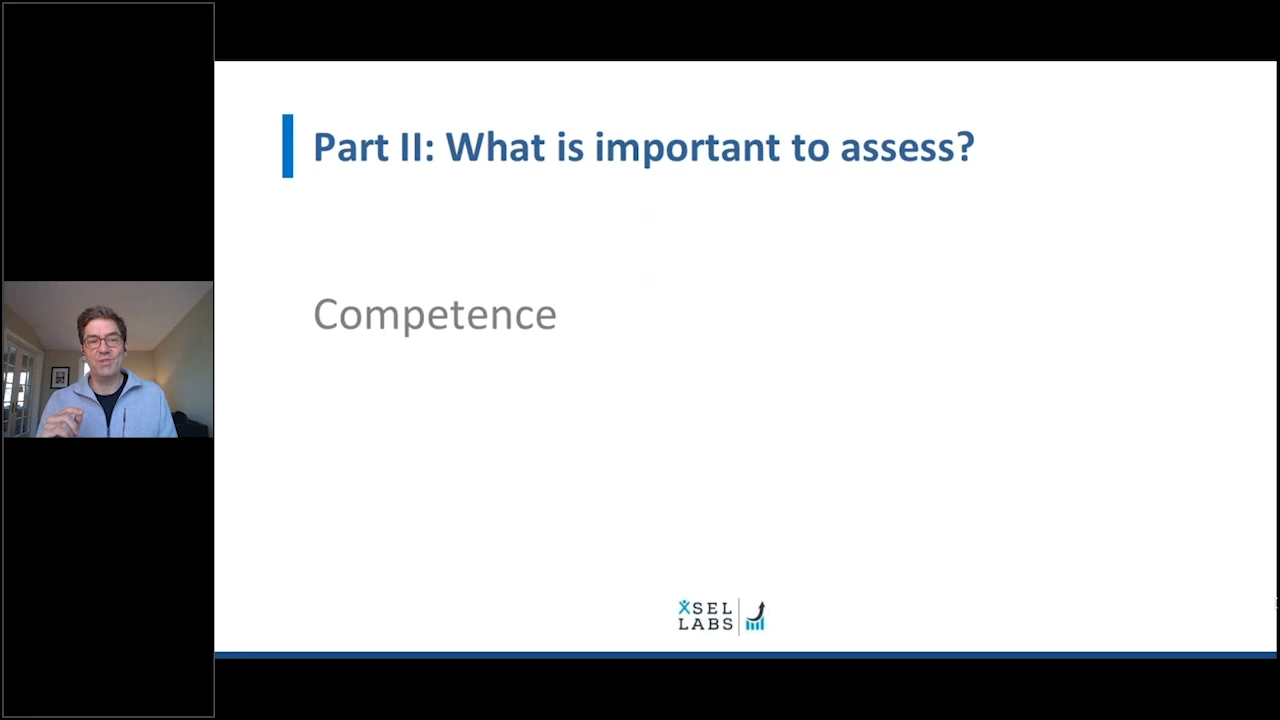 Part II: What is important to assess?
Competence
XSEL
LABS